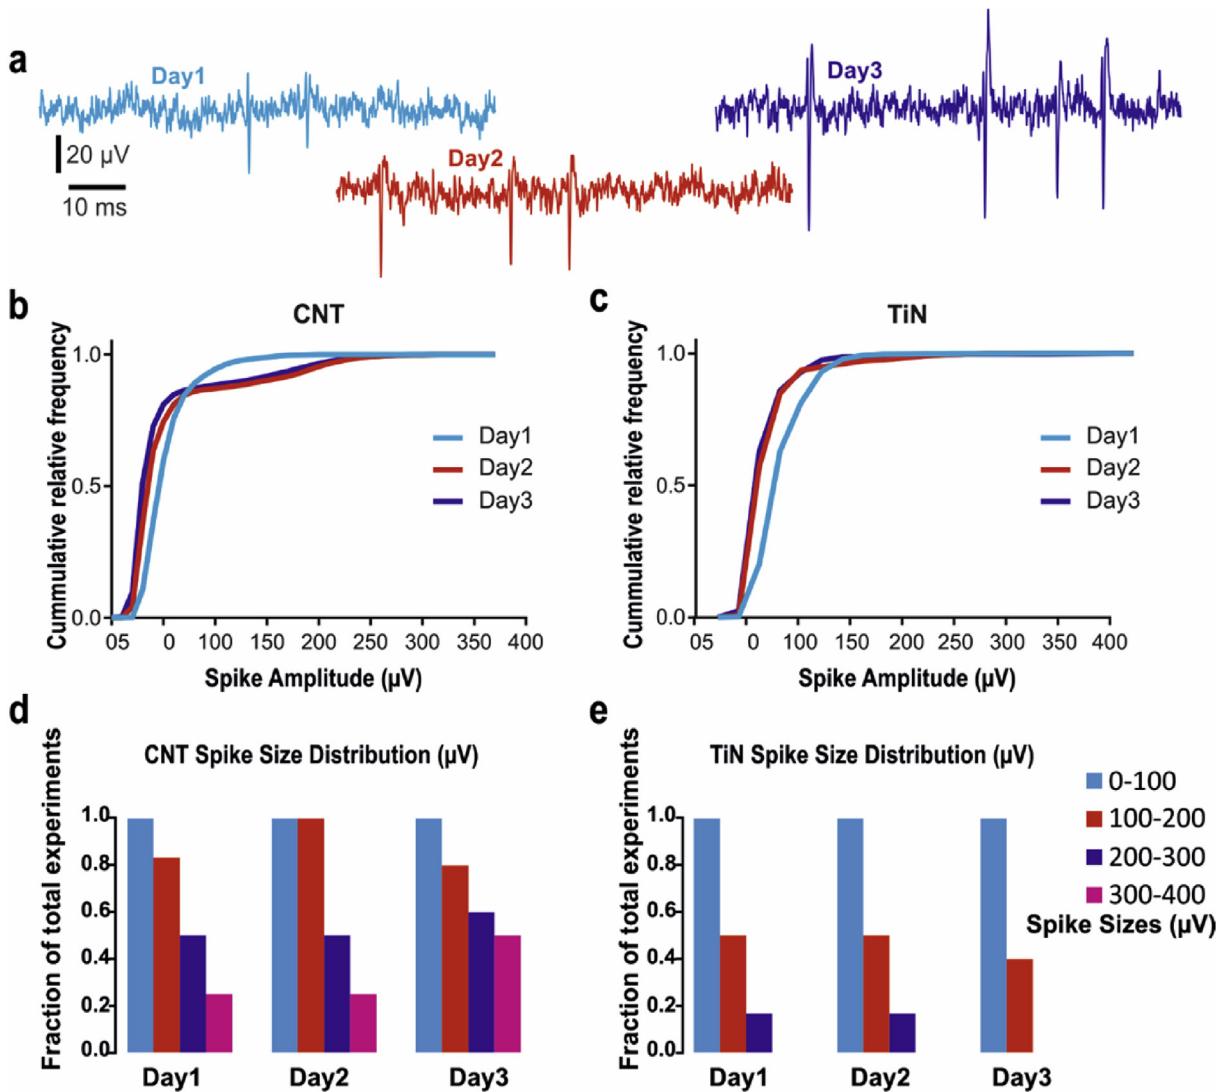 a
Day1
Day3
20 µV
10 ms
Day2
b
CNT
Cummulative relative frequency
1.0
0.5
0.0
Day1
Day2
Day3
05 0 100 150 200 250 300 350 400
Spike Amplitude (µV)
c
TiN
Cummulative relative frequency
1.0
0.5
0.0
Day1
Day2
Day3
05 0 100 150 200 250 300 350 400
Spike Amplitude (µV)
d
CNT Spike Size Distribution (µV)
Fraction of total experiments
1.0
0.8
0.6
0.4
0.2
0.0
Day1 Day2 Day3
e
TiN Spike Size Distribution (µV)
Fraction of total experiments
1.0
0.8
0.6
0.4
0.2
0.0
Day1 Day2 Day3
0-100
100-200
200-300
300-400
Spike Sizes (µV)